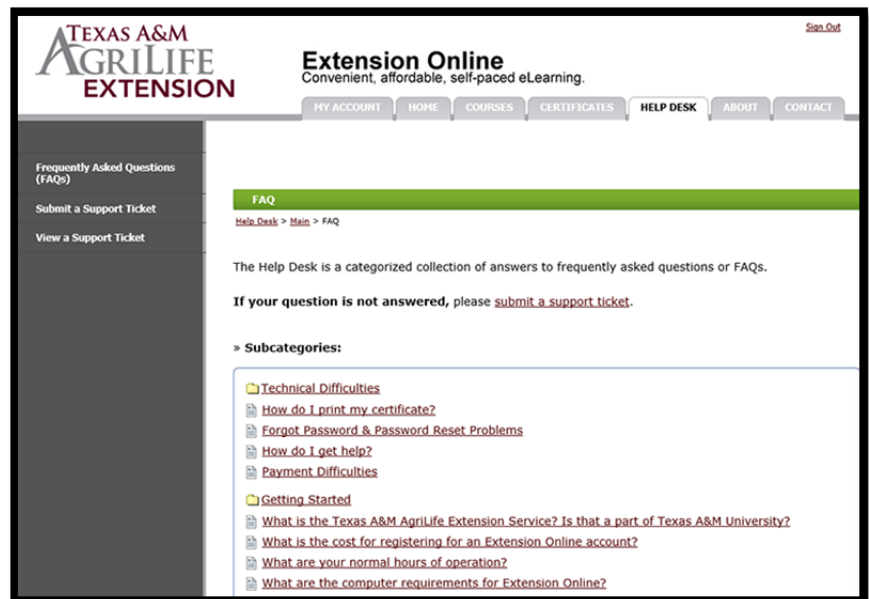 TEXAS A&M
AGRILIFE
EXTENSION
Sign Out
Extension Online
Convenient, affordable, self-paced eLearning.
MY ACCOUNT HOME COURSES CERTIFICATES HELP DESK ABOUT CONTACT
Frequently Asked Questions
(FAQs)
Submit a Support Ticket
View a Support Ticket
FAQ
Help Desk > Main > FAQ
The Help Desk is a categorized collection of answers to frequently asked questions or FAQs.
If your question is not answered, please submit a support ticket.
» Subcategories:
Technical Difficulties
How do I print my certificate?
Forgot Password & Password Reset Problems
How do I get help?
Payment Difficulties
Getting Started
What is the Texas A&M AgriLife Extension Service? Is that a part of Texas A&M University?
What is the cost for registering for an Extension Online account?
What are your normal hours of operation?
What are the computer requirements for Extension Online?